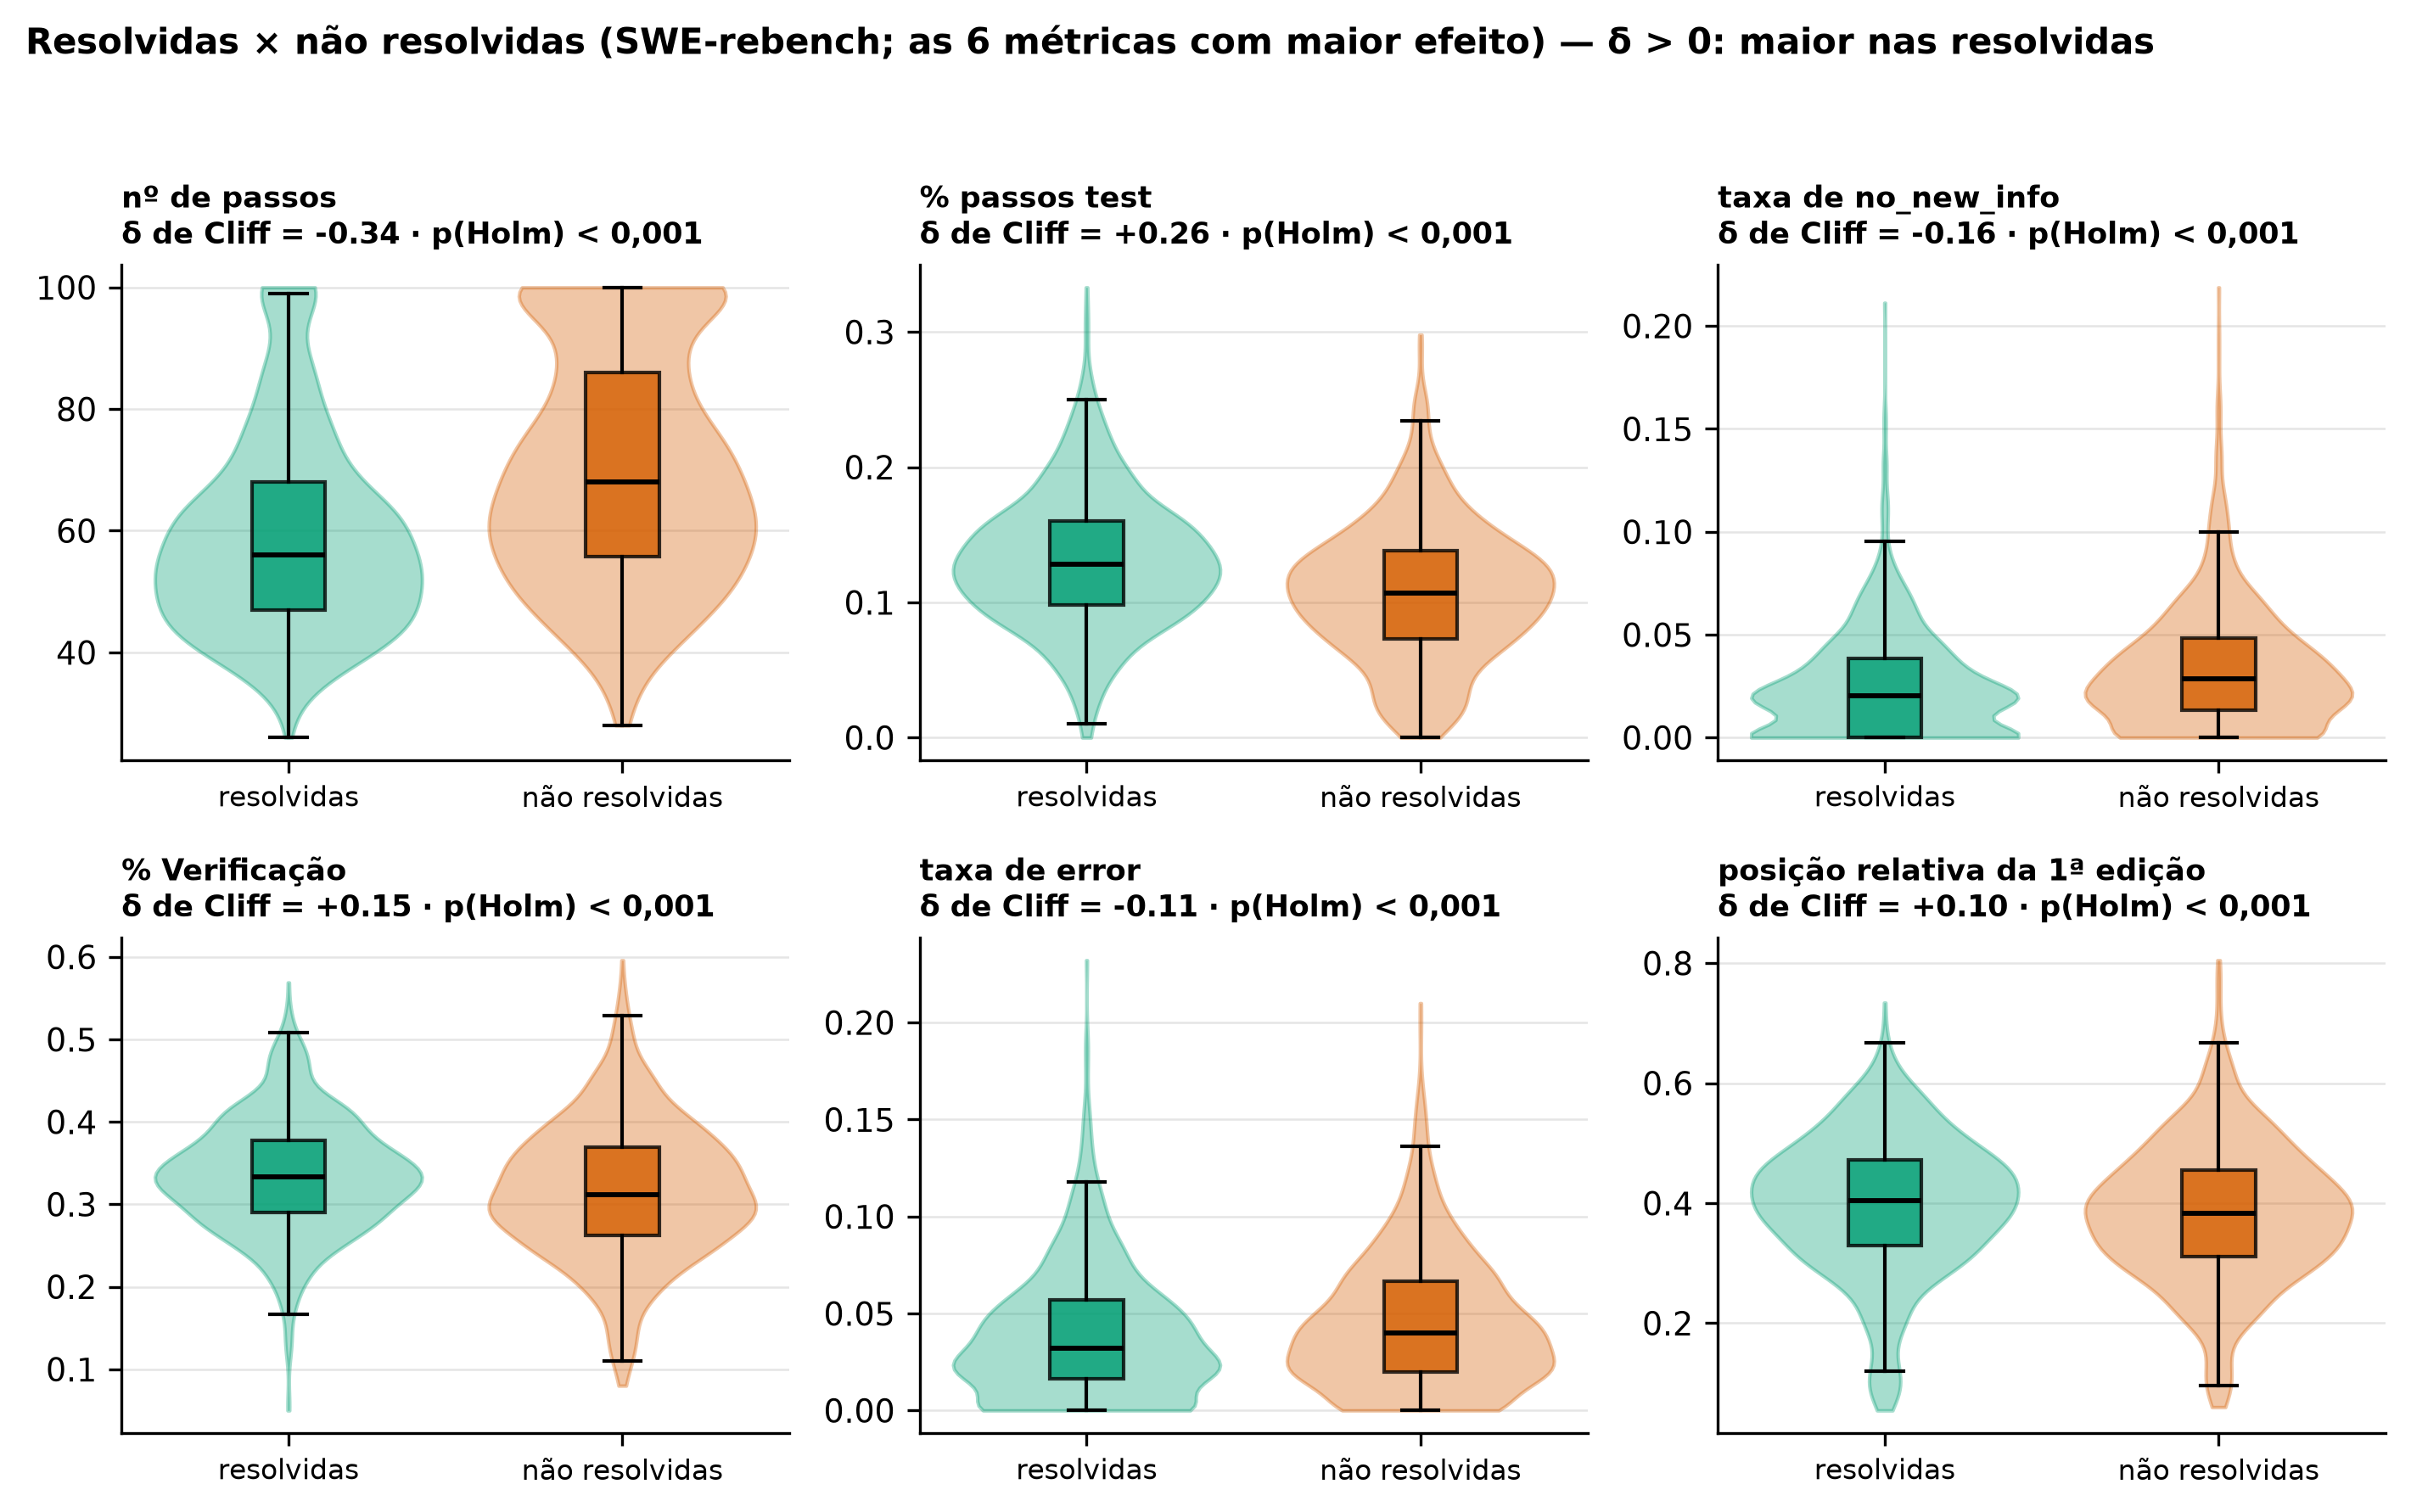 Resolvidas × não resolvidas (SWE-rebench; as 6 métricas com maior efeito) — δ > 0: maior nas resolvidas
nº de passos
δ de Cliff = -0.34 · p(Holm) < 0,001
100
80
60
40
resolvidas
não resolvidas
% passos test
δ de Cliff = +0.26 · p(Holm) < 0,001
0.3
0.2
0.1
0.0
resolvidas
não resolvidas
taxa de no_new_info
δ de Cliff = -0.16 · p(Holm) < 0,001
0.20
0.15
0.10
0.05
0.00
resolvidas
não resolvidas
% Verificação
δ de Cliff = +0.15 · p(Holm) < 0,001
0.6
0.5
0.4
0.3
0.2
0.1
resolvidas
não resolvidas
taxa de error
δ de Cliff = -0.11 · p(Holm) < 0,001
0.20
0.15
0.10
0.05
0.00
resolvidas
não resolvidas
posição relativa da 1ª edição
δ de Cliff = +0.10 · p(Holm) < 0,001
0.8
0.6
0.4
0.2
resolvidas
não resolvidas